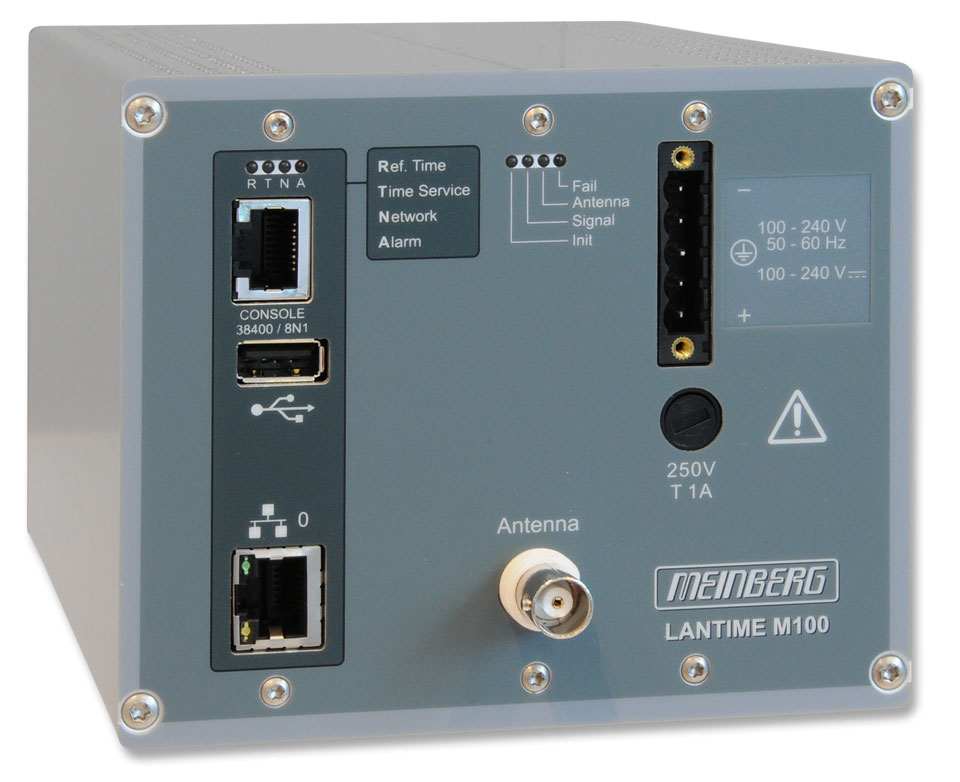 R T N A
Ref. Time
Time Service
Network
Alarm
CONSOLE
38400 / 8N1
0
Fail
Antenna
Signal
Init
−
100 - 240 V
50 - 60 Hz
100 - 240 V
+
250V
T 1A
Antenna
MEINBERG
LANTIME M100